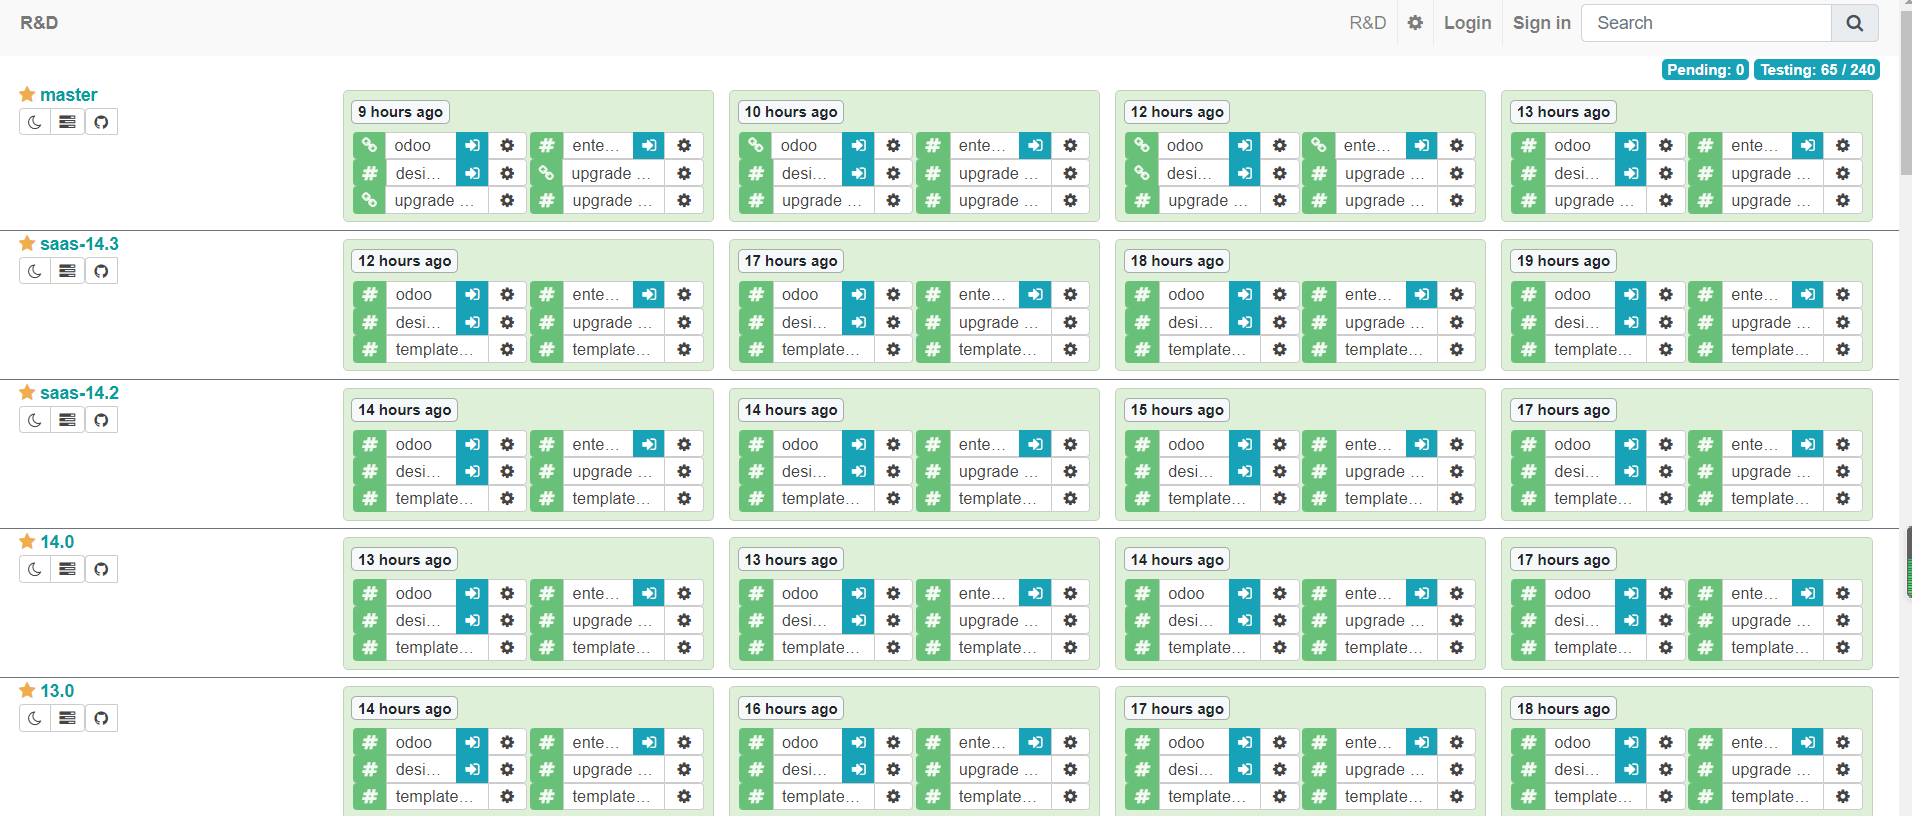 R&D R&D Login Sign in Search
Pending: 0 Testing: 65 / 240
master
9 hours ago 10 hours ago 12 hours ago 13 hours ago
odoo ente... odoo ente... odoo ente... odoo ente...
desi... upgrade ... desi... upgrade ... desi... upgrade ... desi... upgrade ...
upgrade ... upgrade ... upgrade ... upgrade ... upgrade ... upgrade ... upgrade ... upgrade ...
saas-14.3
12 hours ago 17 hours ago 18 hours ago 19 hours ago
odoo ente... odoo ente... odoo ente... odoo ente...
desi... upgrade ... desi... upgrade ... desi... upgrade ... desi... upgrade ...
template... template... template... template... template... template... template... template...
saas-14.2
14 hours ago 14 hours ago 15 hours ago 17 hours ago
odoo ente... odoo ente... odoo ente... odoo ente...
desi... upgrade ... desi... upgrade ... desi... upgrade ... desi... upgrade ...
template... template... template... template... template... template... template... template...
14.0
13 hours ago 13 hours ago 14 hours ago 17 hours ago
odoo ente... odoo ente... odoo ente... odoo ente...
desi... upgrade ... desi... upgrade ... desi... upgrade ... desi... upgrade ...
template... template... template... template... template... template... template... template...
13.0
14 hours ago 16 hours ago 17 hours ago 18 hours ago
odoo ente... odoo ente... odoo ente... odoo ente...
desi... upgrade ... desi... upgrade ... desi... upgrade ... desi... upgrade ...
template... template... template... template... template... template... template... template...